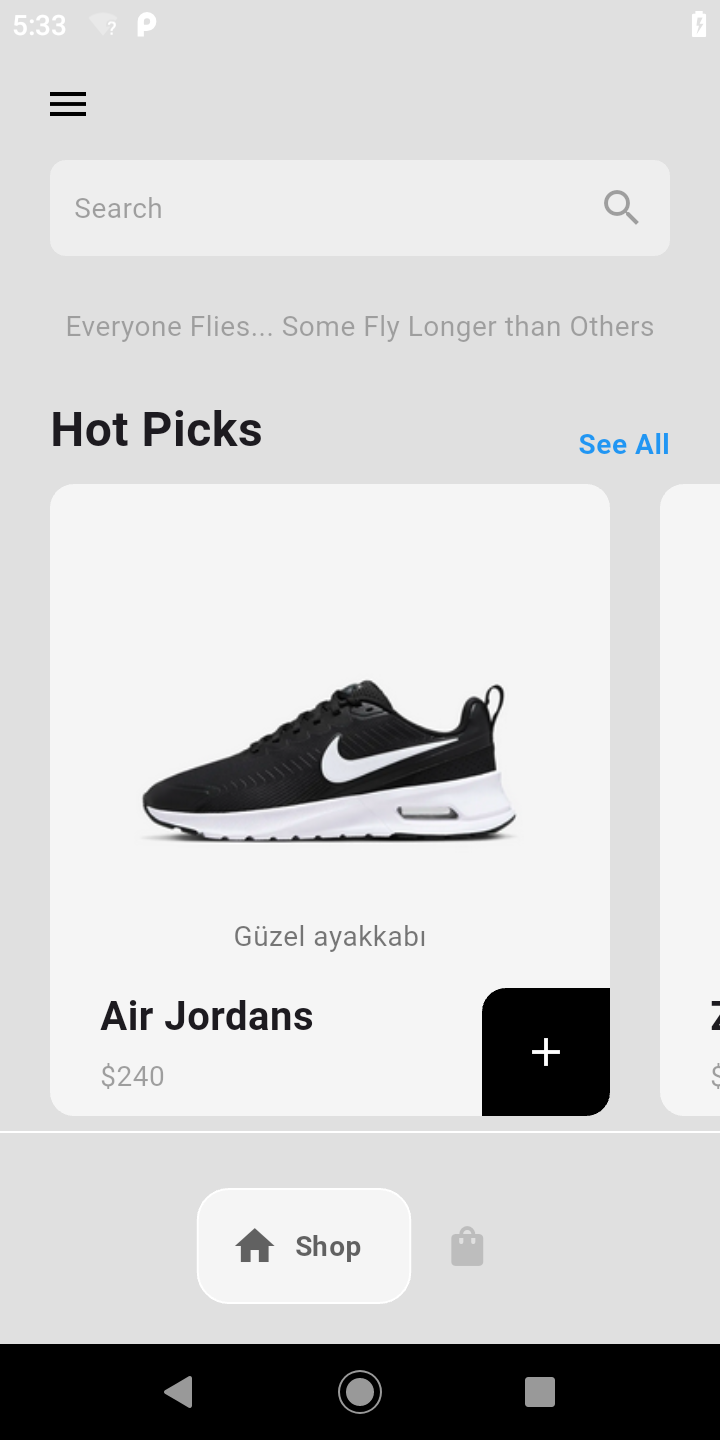 5:33
Search
Everyone Flies... Some Fly Longer than Others
Hot Picks
See All
Güzel ayakkabı
Air Jordans
$240
Z
$
Shop